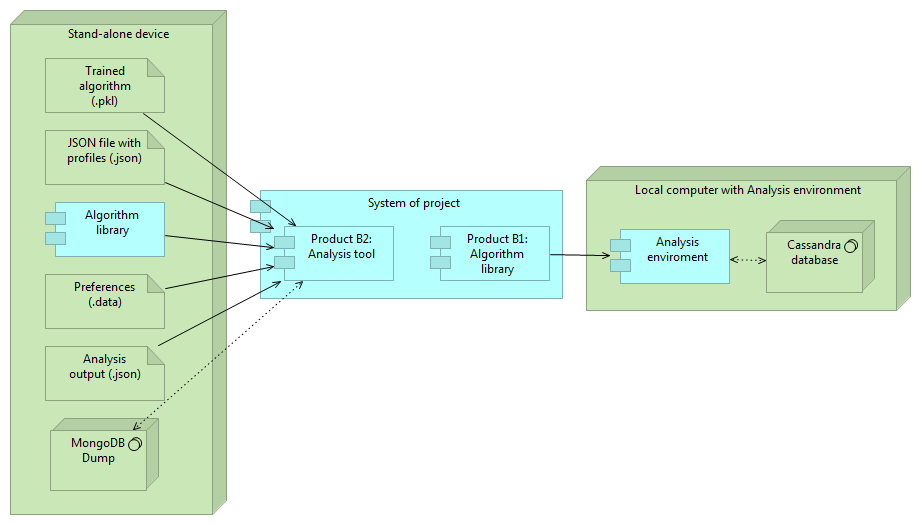 Stand-alone device
Trained
algorithm
(.pkl)
JSON file with
profiles (.json)
Algorithm
library
Preferences
(.data)
Analysis
output (.json)
MongoDB
Dump
System of project
Product B2:
Analysis tool
Product B1:
Algorithm
library
Local computer with Analysis environment
Analysis
enviroment
Cassandra
database